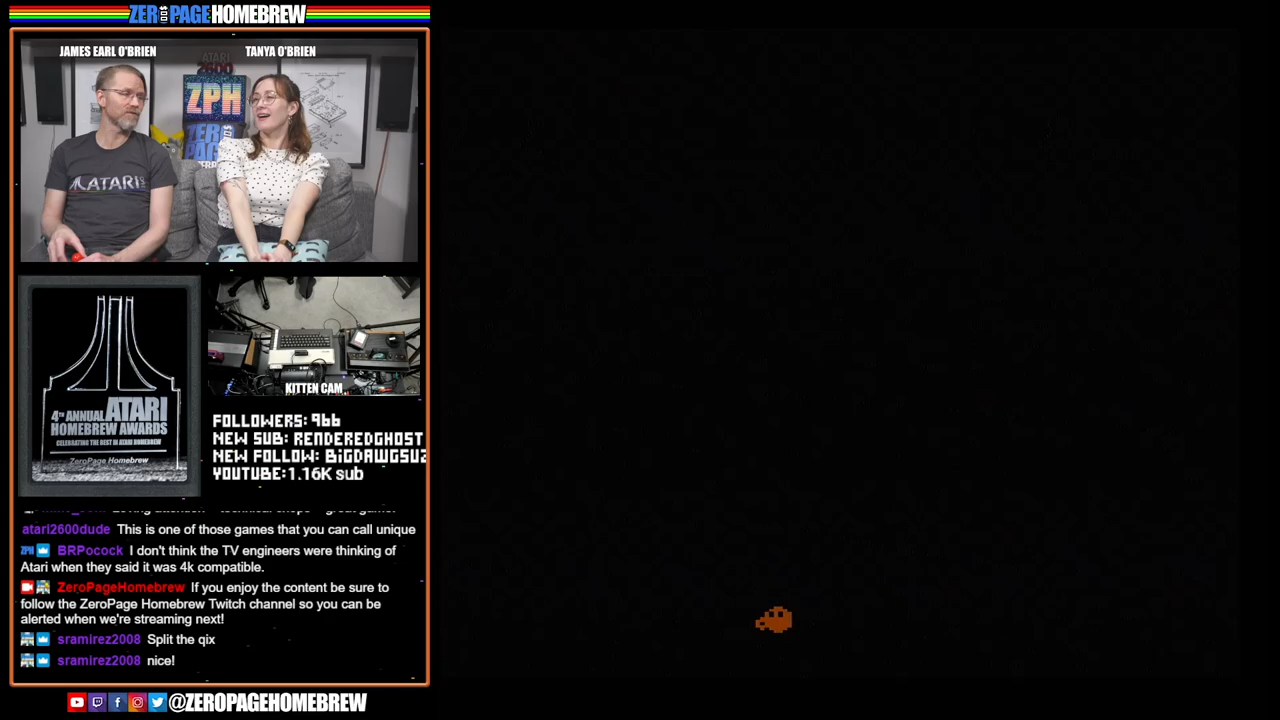 ZEROPAGE HOMEBREW
JAMES EARL O'BRIEN
TANYA O'BRIEN
ATARI
2600
ZPH
ZERO
PAGE
ATARI
4TH ANNUAL ATARI
HOMEBREW AWARDS
CELEBRATING THE BEST IN ATARI HOMEBREW
ZeroPage Homebrew
KITTEN CAM
FOLLOWERS: 966
NEW SUB: RENDEREDGHOST
NEW FOLLOW: BIGDAWGSUZ
YOUTUBE: 1.16K sub
atari2600dude This is one of those games that you can call unique
BRPocock I don't think the TV engineers were thinking of
Atari when they said it was 4k compatible.
ZeroPageHomebrew If you enjoy the content be sure to
follow the ZeroPage Homebrew Twitch channel so you can be
alerted when we're streaming next!
sramirez2008 Split the qix
sramirez2008 nice!
@ZEROPAGEHOMEBREW